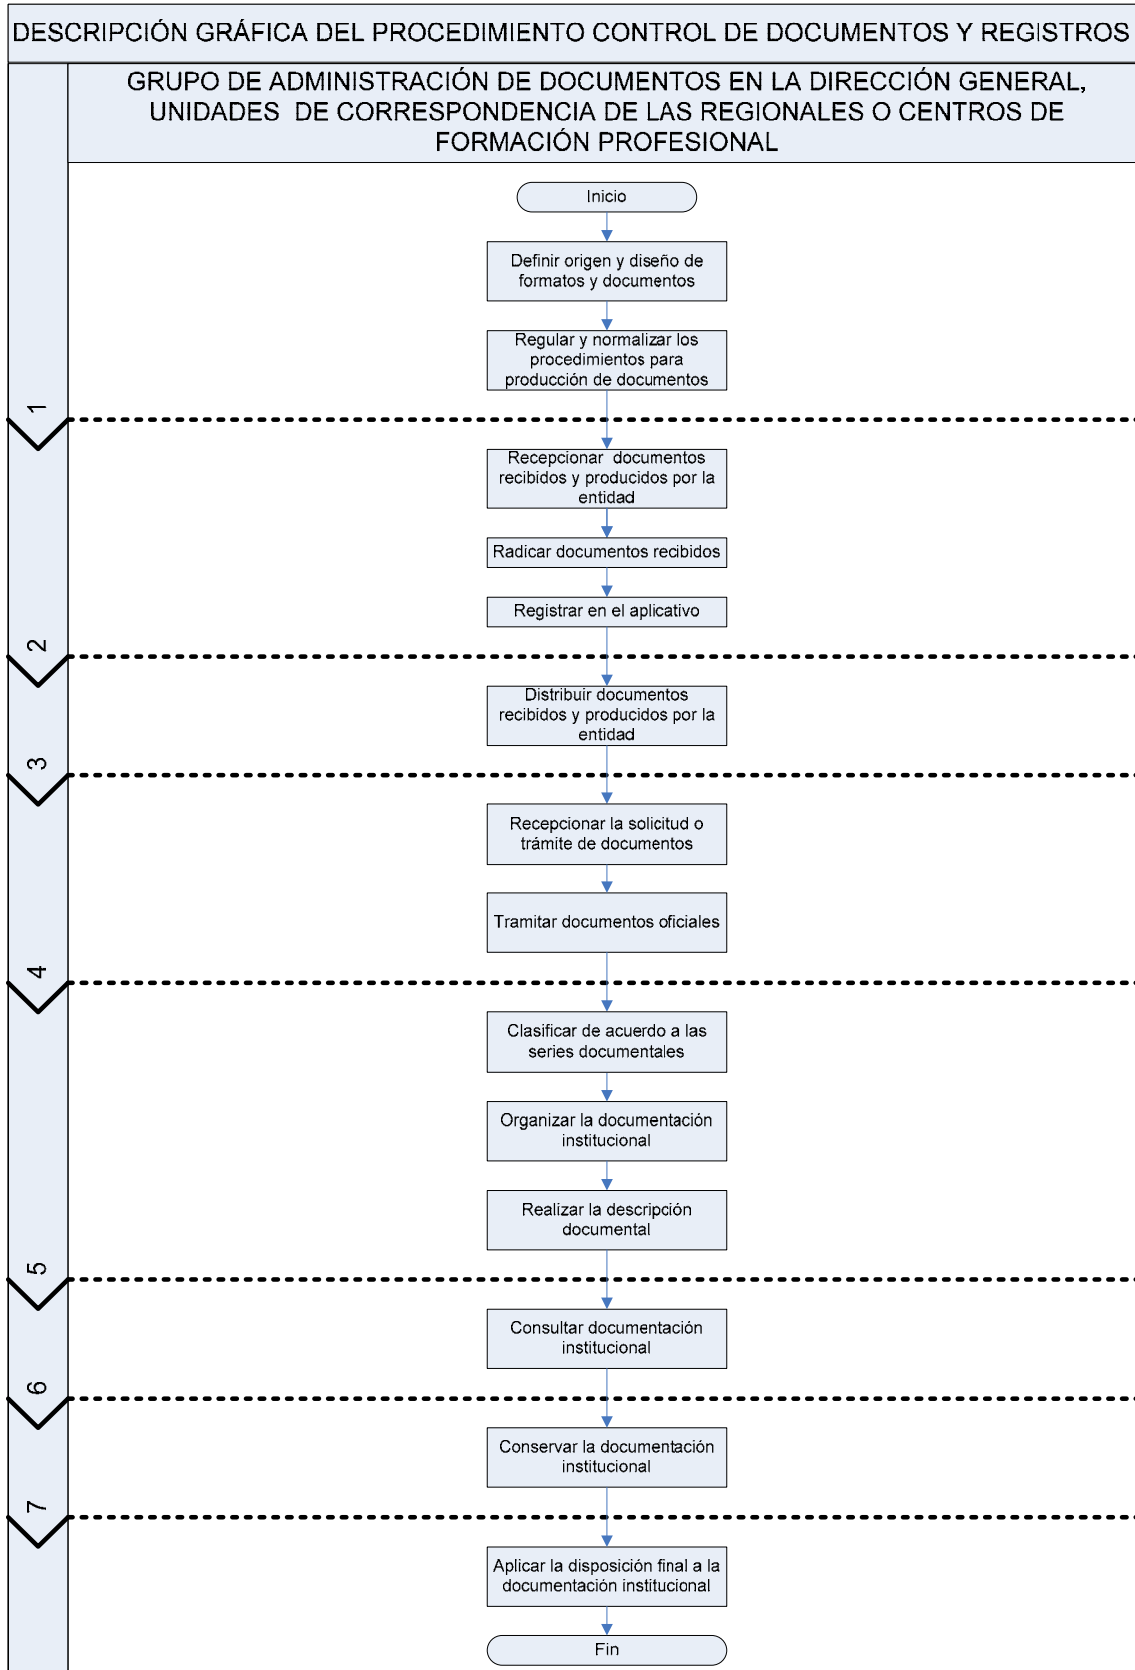 DESCRIPCIÓN GRÁFICA DEL PROCEDIMIENTO CONTROL DE DOCUMENTOS Y REGISTROS
GRUPO DE ADMINISTRACIÓN DE DOCUMENTOS EN LA DIRECCIÓN GENERAL,
UNIDADES DE CORRESPONDENCIA DE LAS REGIONALES O CENTROS DE
FORMACIÓN PROFESIONAL
Inicio
Definir origen y diseño de
formatos y documentos
Regular y normalizar los
procedimientos para
producción de documentos
1
Recepcionar documentos
recibidos y producidos por la
entidad
Radicar documentos recibidos
Registrar en el aplicativo
2
Distribuir documentos
recibidos y producidos por la
entidad
3
Recepcionar la solicitud o
trámite de documentos
Tramitar documentos oficiales
4
Clasificar de acuerdo a las
series documentales
Organizar la documentación
institucional
Realizar la descripción
documental
5
Consultar documentación
institucional
6
Conservar la documentación
institucional
7
Aplicar la disposición final a la
documentación institucional
Fin